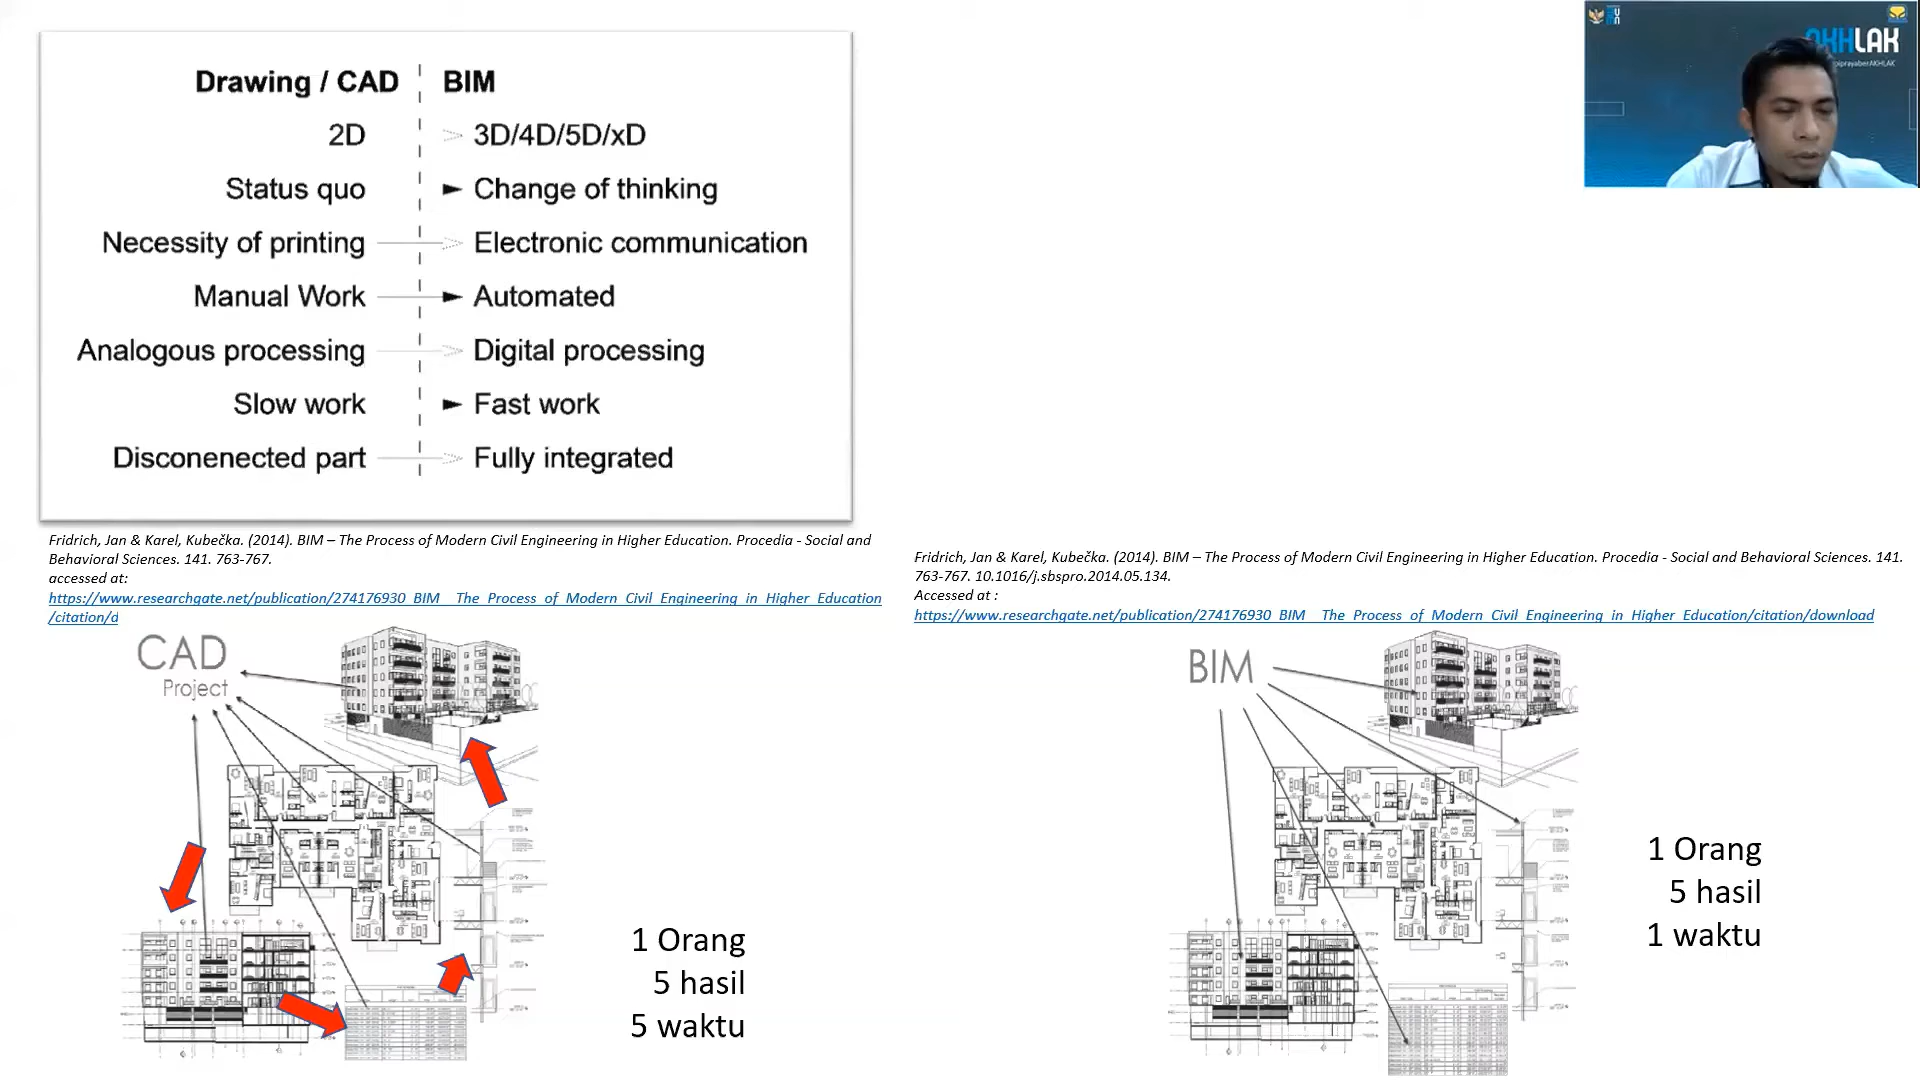 Drawing / CAD BIM
2D 3D/4D/5D/xD
Status quo Change of thinking
Necessity of printing Electronic communication
Manual Work Automated
Analogous processing Digital processing
Slow work Fast work
Disconenected part Fully integrated
Fridrich, Jan & Karel, Kubečka. (2014). BIM – The Process of Modern Civil Engineering in Higher Education. Procedia - Social and
Behavioral Sciences. 141. 763-767.
accessed at:
https://www.researchgate.net/publication/274176930_BIM__The_Process_of_Modern_Civil_Engineering_in_Higher_Education
/citation/d
CAD
Project
1 Orang
5 hasil
5 waktu
AKHLAK
Fridrich, Jan & Karel, Kubečka. (2014). BIM – The Process of Modern Civil Engineering in Higher Education. Procedia - Social and Behavioral Sciences. 141.
763-767. 10.1016/j.sbspro.2014.05.134.
Accessed at :
https://www.researchgate.net/publication/274176930_BIM__The_Process_of_Modern_Civil_Engineering_in_Higher_Education/citation/download
BIM
1 Orang
5 hasil
1 waktu